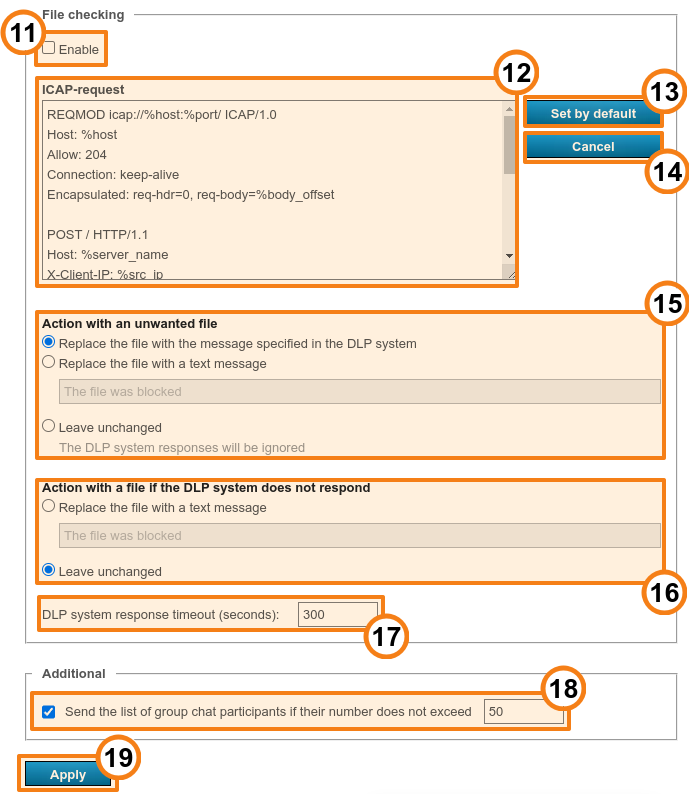 File checking
11
Enable
12
ICAP-request
13
REQMOD icap://%host:%port/ ICAP/1.0
Set by default
Host: %host
Cancel
Allow: 204
14
Connection: keep-alive
Encapsulated: req-hdr=0, req-body=%body_offset
POST / HTTP/1.1
Host: %server_name
X-Client-IP: %src_ip
15
Action with an unwanted file
Replace the file with the message specified in the DLP system
Replace the file with a text message
The file was blocked
Leave unchanged
The DLP system responses will be ignored
Action with a file if the DLP system does not respond
Replace the file with a text message
The file was blocked
Leave unchanged
16
DLP system response timeout (seconds): 300
17
Additional
18
Send the list of group chat participants if their number does not exceed 50
19
Apply